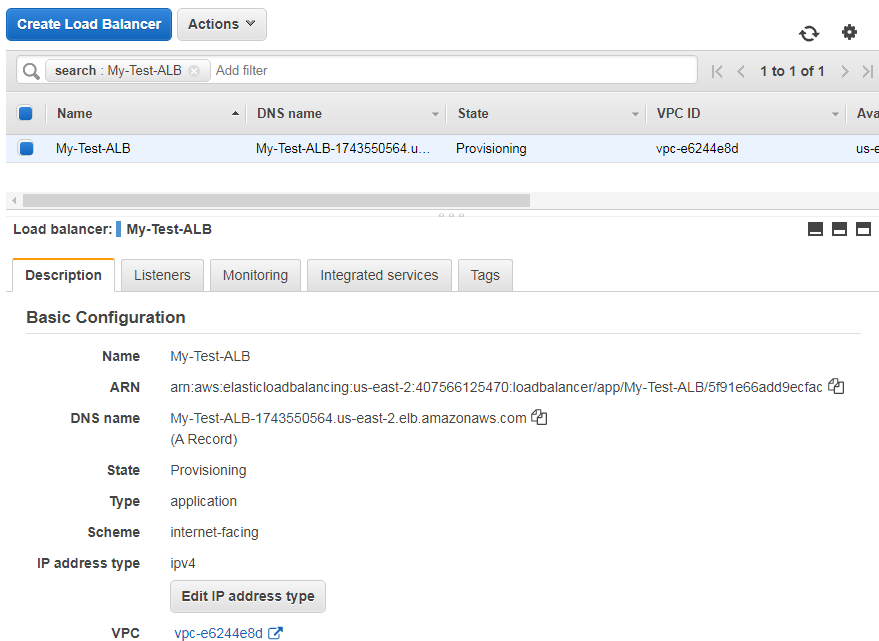 Create Load Balancer Actions
search : My-Test-ALB Add filter 1 to 1 of 1
Name DNS name State VPC ID Ava
My-Test-ALB My-Test-ALB-1743550564.u... Provisioning vpc-e6244e8d us-e
Load balancer: My-Test-ALB
Description Listeners Monitoring Integrated services Tags
Basic Configuration
Name My-Test-ALB
ARN arn:aws:elasticloadbalancing:us-east-2:407566125470:loadbalancer/app/My-Test-ALB/5f91e66add9ecfac
DNS name My-Test-ALB-1743550564.us-east-2.elb.amazonaws.com
(A Record)
State Provisioning
Type application
Scheme internet-facing
IP address type ipv4
Edit IP address type
VPC vpc-e6244e8d